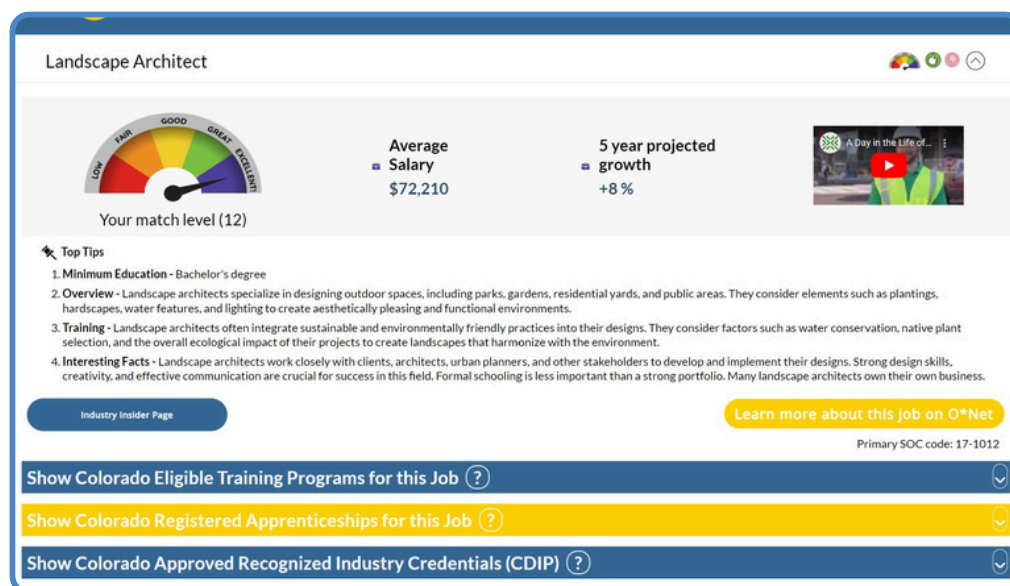 Landscape Architect
LOW FAIR GOOD GREAT EXCELLENT!
Your match level (12)
Average
Salary
$72,210
5 year projected
growth
+8 %
A Day in the Life of...
Top Tips
1. Minimum Education - Bachelor's degree
2. Overview - Landscape architects specialize in designing outdoor spaces, including parks, gardens, residential yards, and public areas. They consider elements such as plantings,
hardscapes, water features, and lighting to create aesthetically pleasing and functional environments.
3. Training - Landscape architects often integrate sustainable and environmentally friendly practices into their designs. They consider factors such as water conservation, native plant
selection, and the overall ecological impact of their projects to create landscapes that harmonize with the environment.
4. Interesting Facts - Landscape architects work closely with clients, architects, urban planners, and other stakeholders to develop and implement their designs. Strong design skills,
creativity, and effective communication are crucial for success in this field. Formal schooling is less important than a strong portfolio. Many landscape architects own their own business.
Industry Insider Page
Learn more about this job on O*Net
Primary SOC code: 17-1012
Show Colorado Eligible Training Programs for this Job ?
Show Colorado Registered Apprenticeships for this Job ?
Show Colorado Approved Recognized Industry Credentials (CDIP) ?